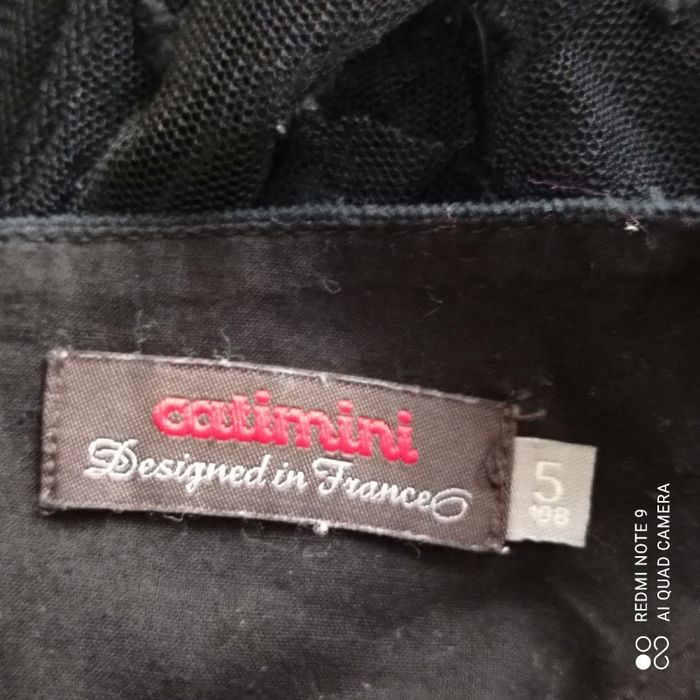 catimini
Designed in France
5
108
REDMI NOTE 9
AI QUAD CAMERA